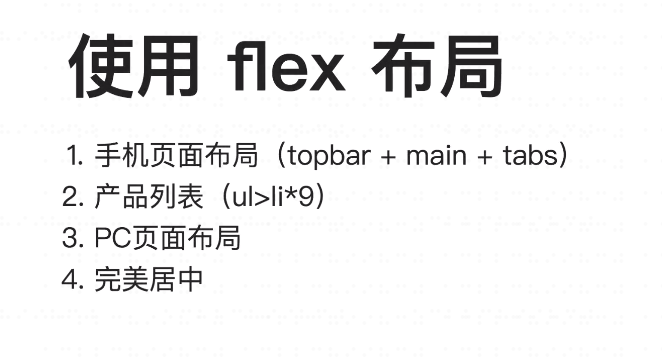 使用 flex 布局
1. 手机页面布局（topbar + main + tabs）
2. 产品列表（ul>li*9）
3. PC页面布局
4. 完美居中